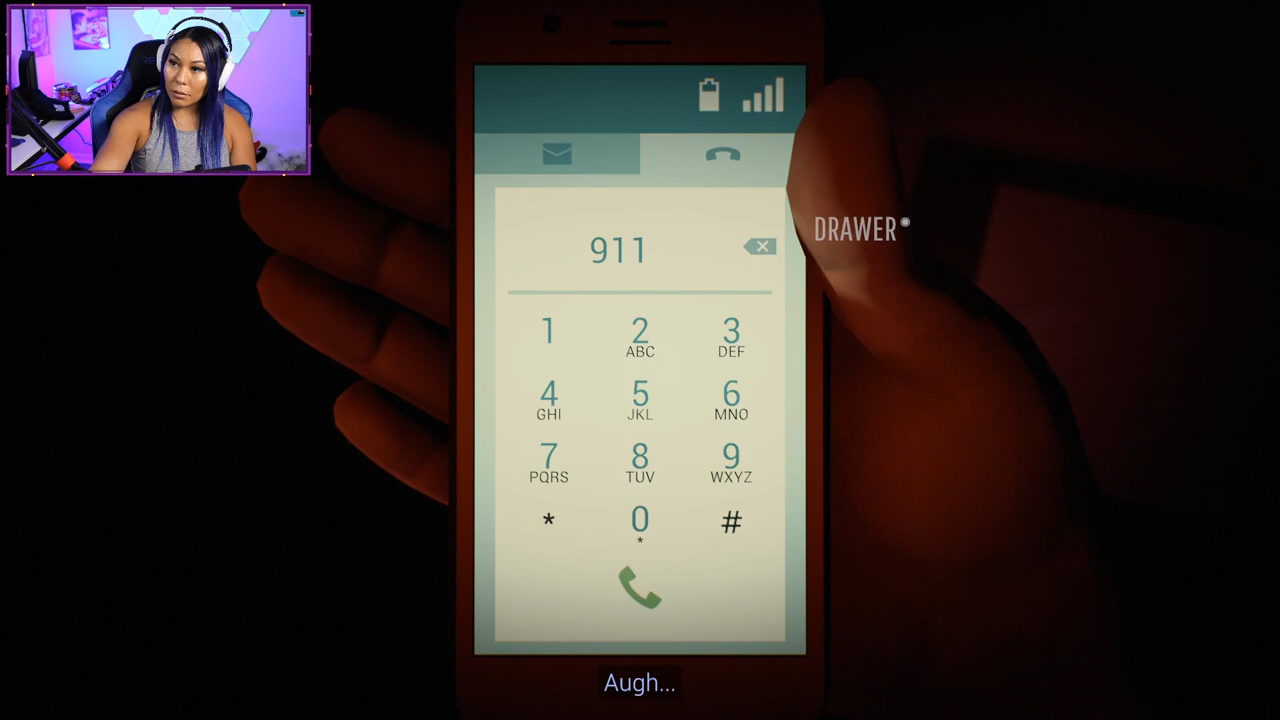 DRAWER
911
1
2
3
ABC
DEF
4
5
6
GHI
JKL
MNO
7
8
9
PQRS
TUV
WXYZ
*
0
#
*
Augh...